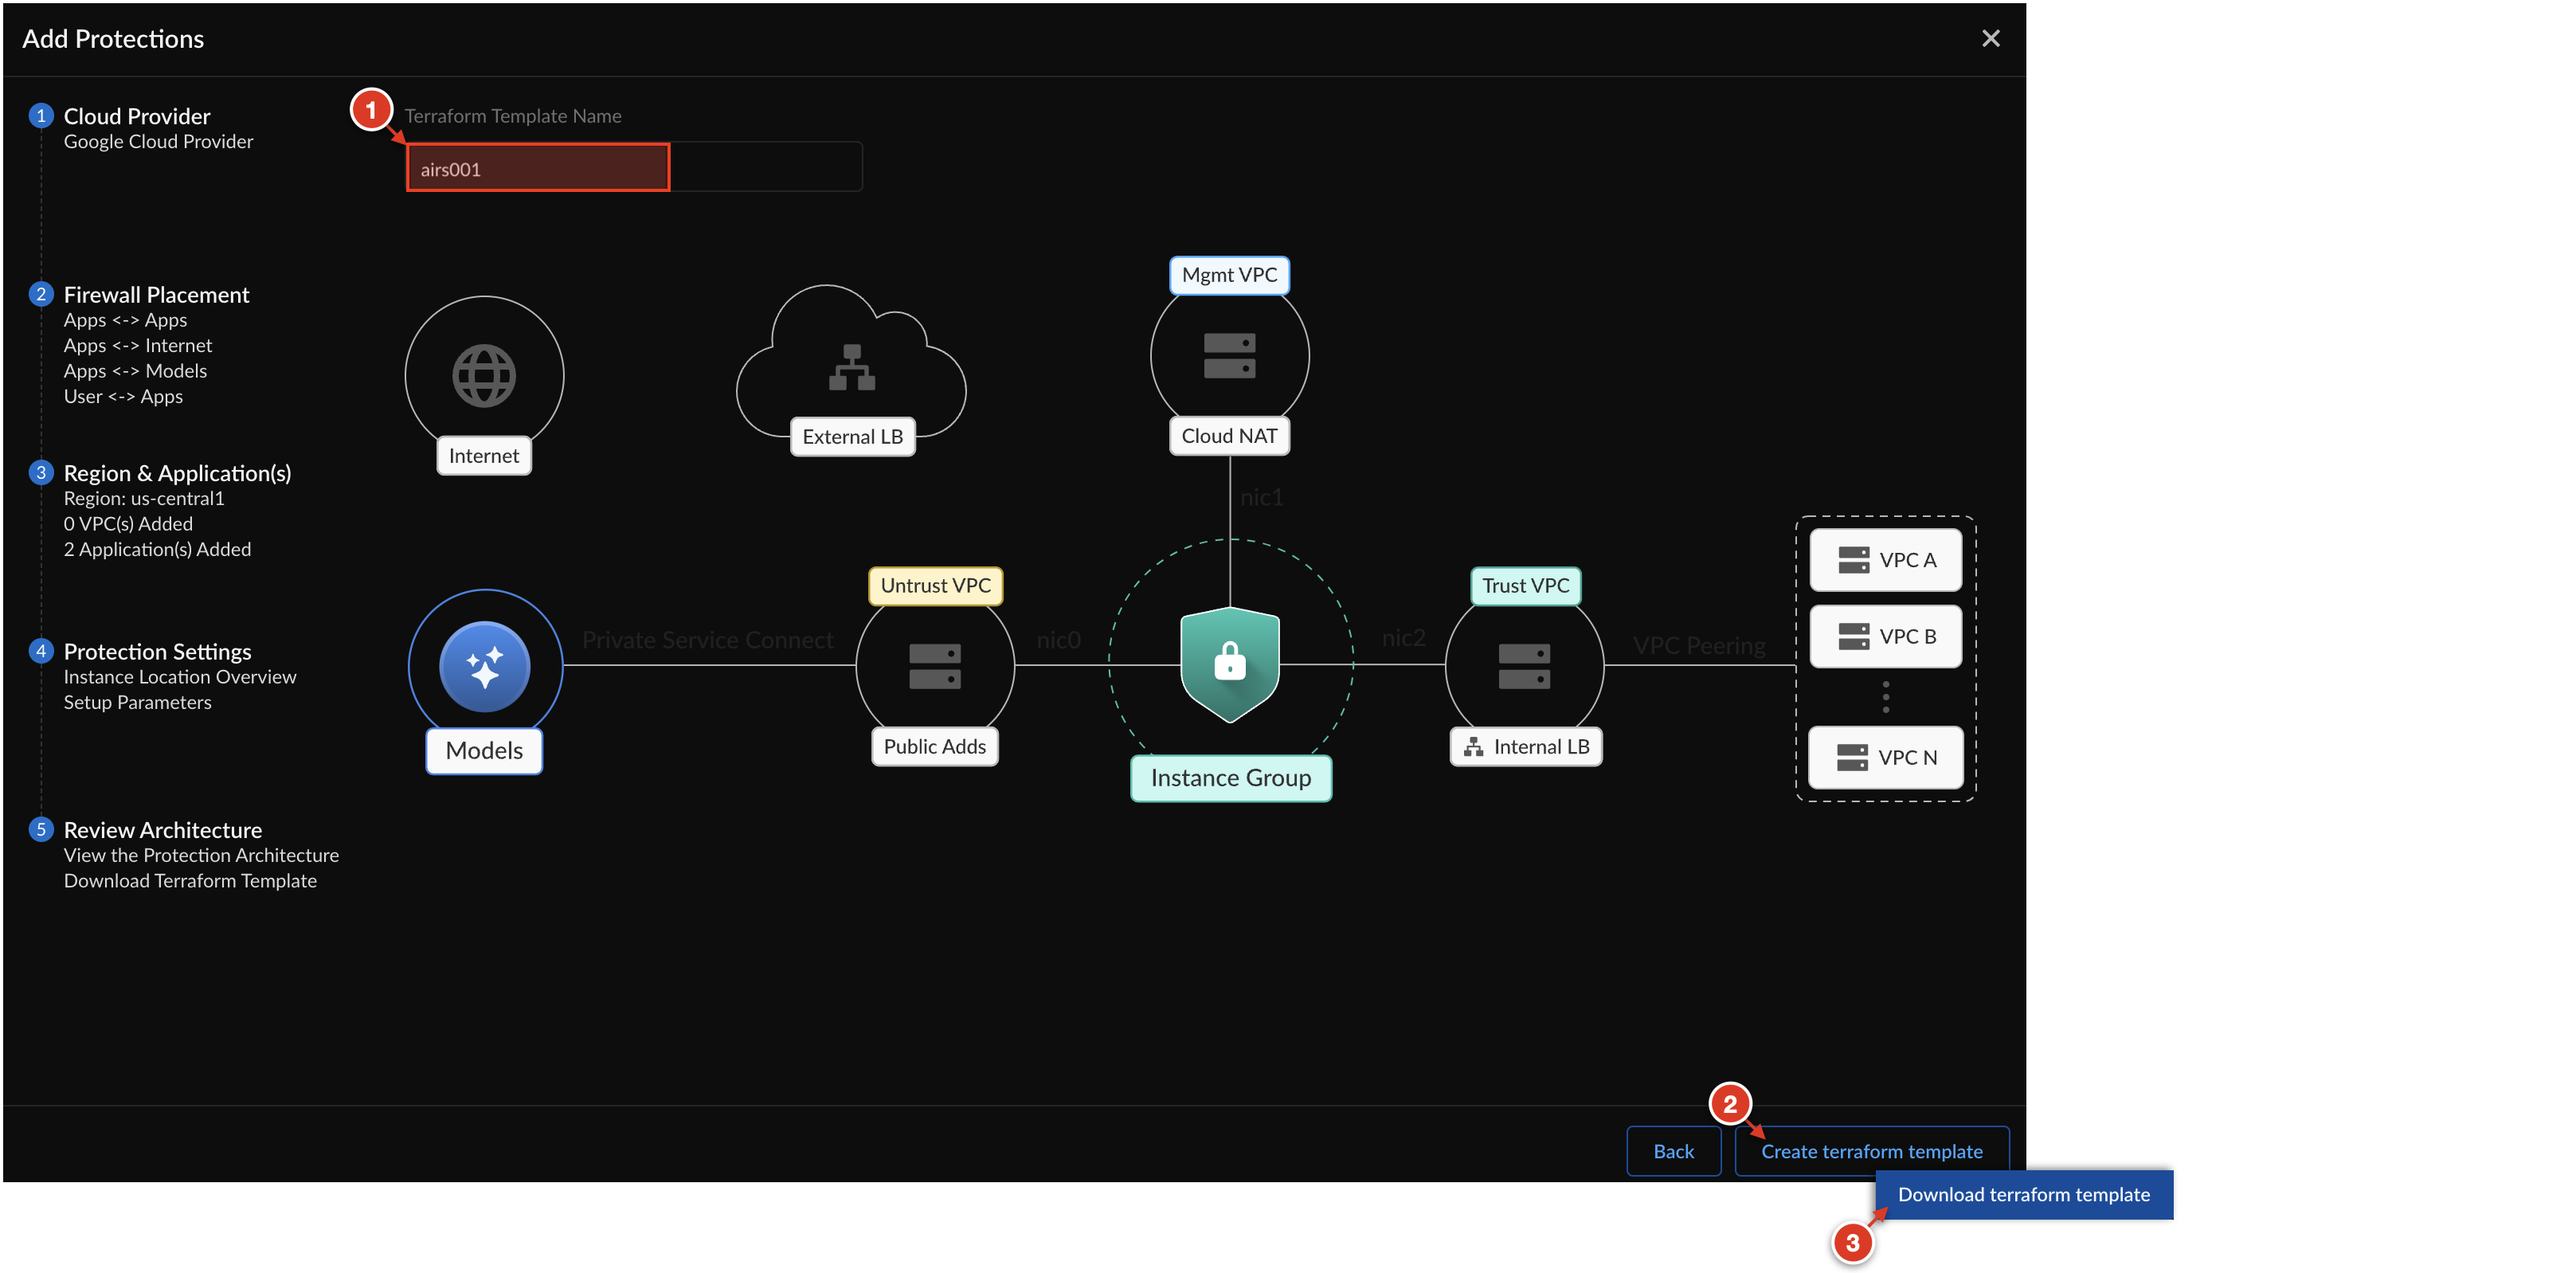 Add Protections
1 Cloud Provider
Google Cloud Provider
2 Firewall Placement
Apps <-> Apps
Apps <-> Internet
Apps <-> Models
User <-> Apps
3 Region & Application(s)
Region: us-central1
0 VPC(s) Added
2 Application(s) Added
4 Protection Settings
Instance Location Overview
Setup Parameters
5 Review Architecture
View the Protection Architecture
Download Terraform Template
1
Terraform Template Name
airs001
Mgmt VPC
Internet
External LB
Cloud NAT
nic1
Models
Private Service Connect
Untrust VPC
Public Adds
nic0
Instance Group
nic2
Trust VPC
Internal LB
VPC Peering
VPC A
VPC B
VPC N
2
Back
Create terraform template
Download terraform template
3